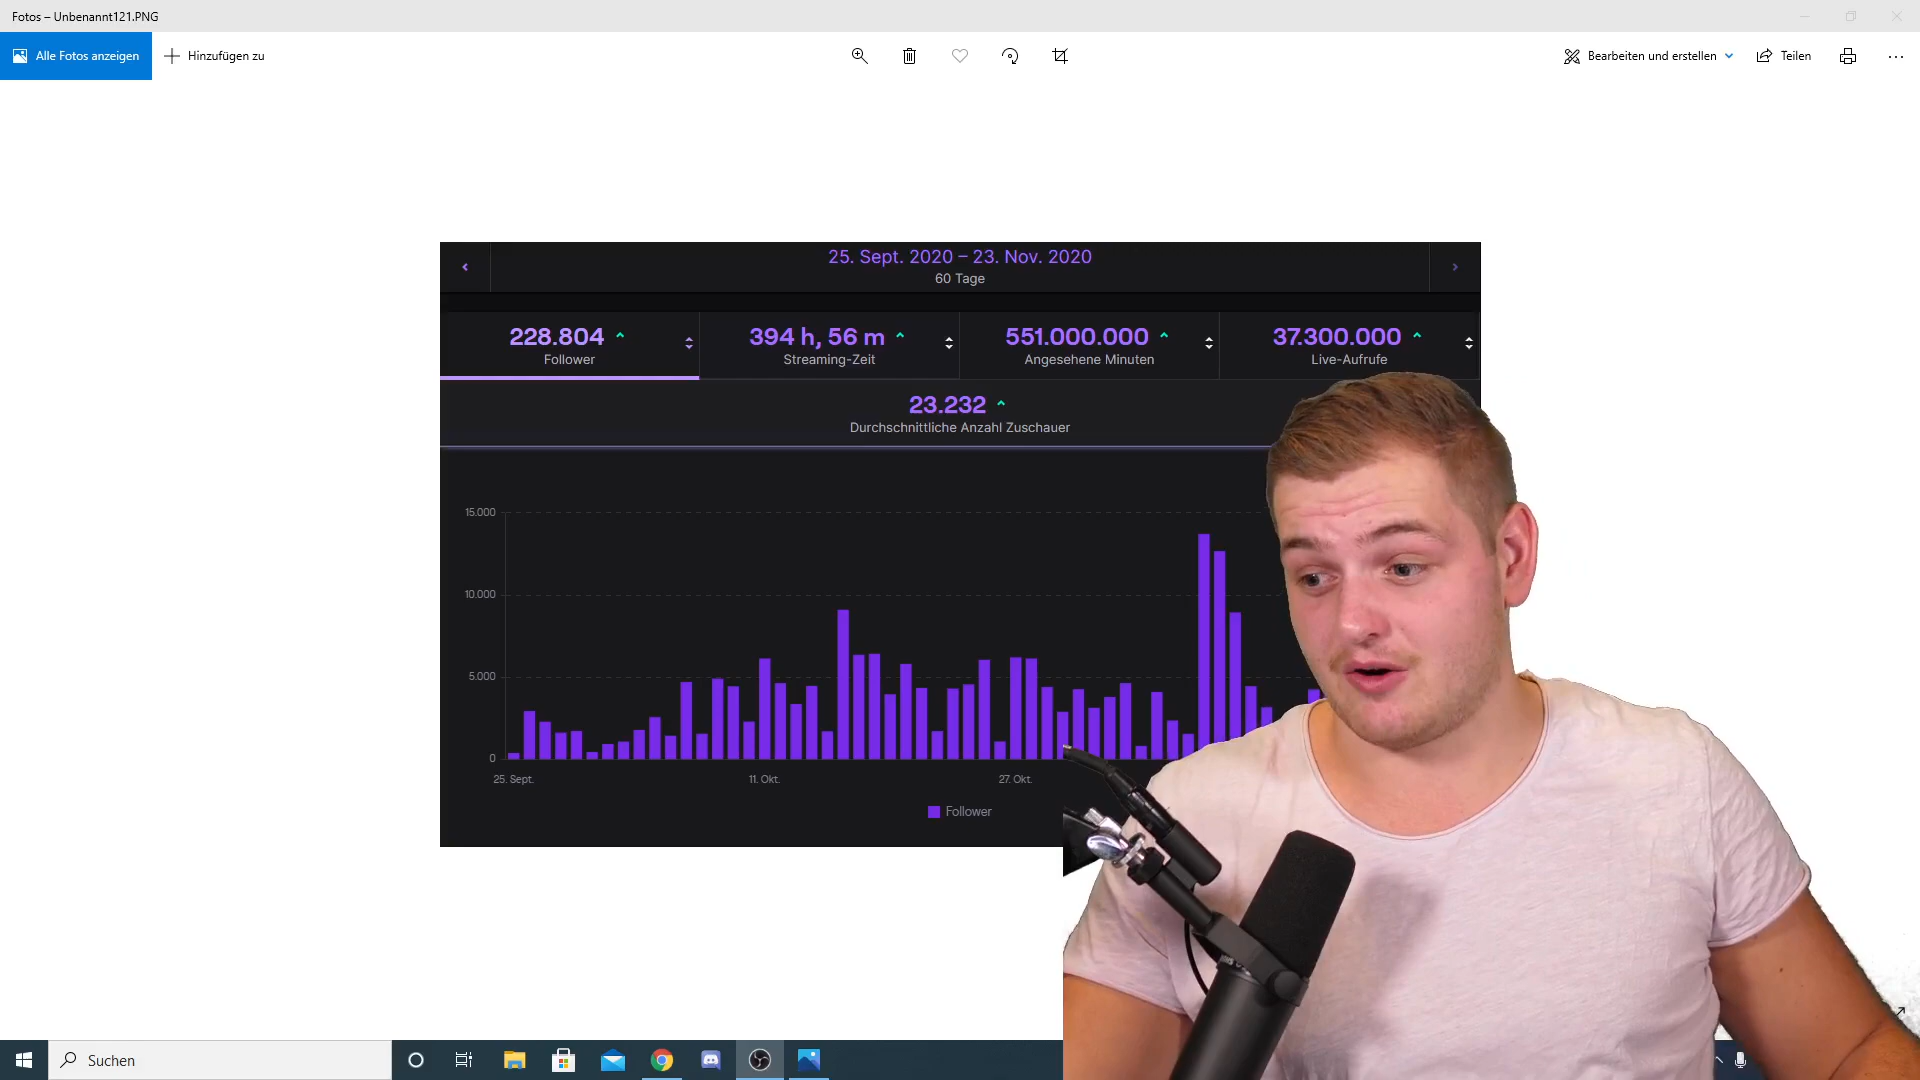 Fotos – Unbenannt121.PNG
Alle Fotos anzeigen
Hinzufügen zu
Bearbeiten und erstellen
Teilen
25. Sept. 2020 – 23. Nov. 2020
60 Tage
228.804
Follower
394 h, 56 m
Streaming-Zeit
551.000.000
Angesehene Minuten
37.300.000
Live-Aufrufe
23.232
Durchschnittliche Anzahl Zuschauer
15.000
10.000
5.000
0
25. Sept.
11. Okt.
27. Okt.
Follower
Suchen